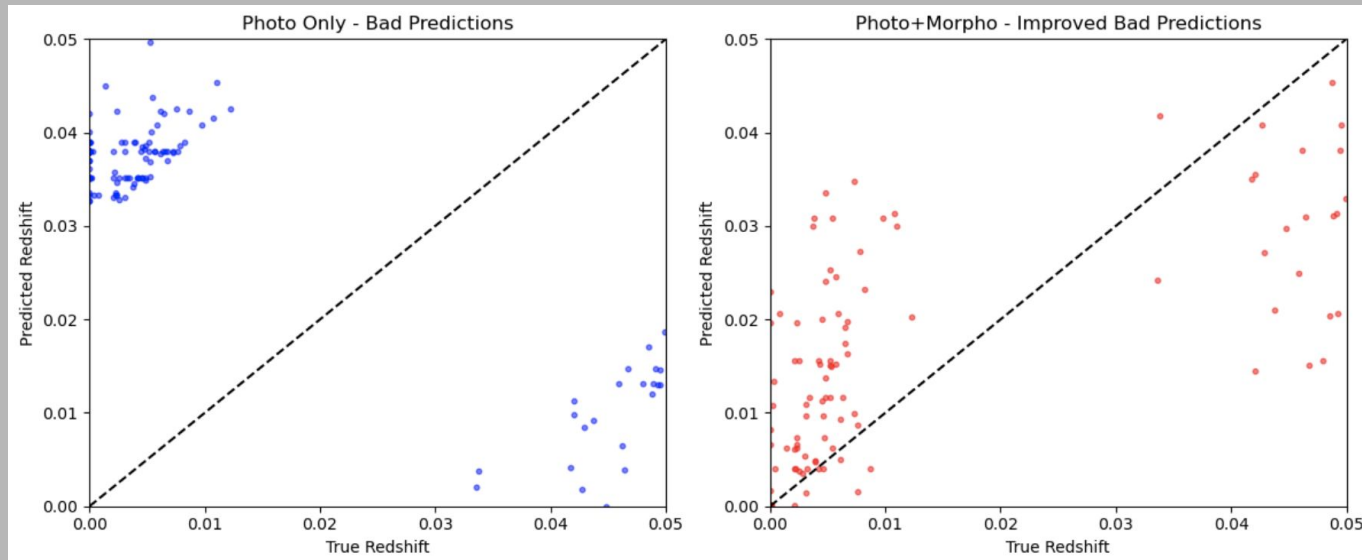 Photo Only - Bad Predictions
0.05
0.04
0.03
0.02
0.01
0.00
Predicted Redshift
0.00 0.01 0.02 0.03 0.04 0.05
True Redshift
Photo+Morpho - Improved Bad Predictions
0.05
0.04
0.03
0.02
0.01
0.00
Predicted Redshift
0.00 0.01 0.02 0.03 0.04 0.05
True Redshift